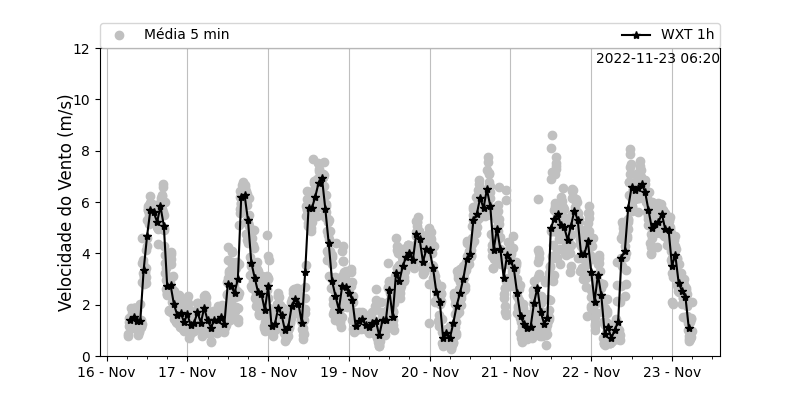 Média 5 min
WXT 1h
2022-11-23 06:20
Velocidade do Vento (m/s)
12
10
8
6
4
2
0
16 - Nov 17 - Nov 18 - Nov 19 - Nov 20 - Nov 21 - Nov 22 - Nov 23 - Nov